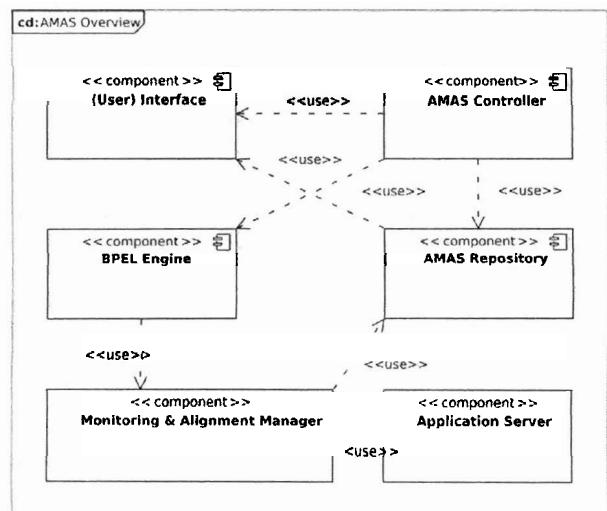 cd:AMAS Overview
<< component >>
(User) Interface
<< component >>
AMAS Controller
<<use>>
<<use>>
<<use>>
<<use>>
<< component >>
BPEL Engine
<< component >>
AMAS Repository
<<use>>
<<use>>
<< component >>
Monitoring & Alignment Manager
<< component >>
Application Server
<use>>